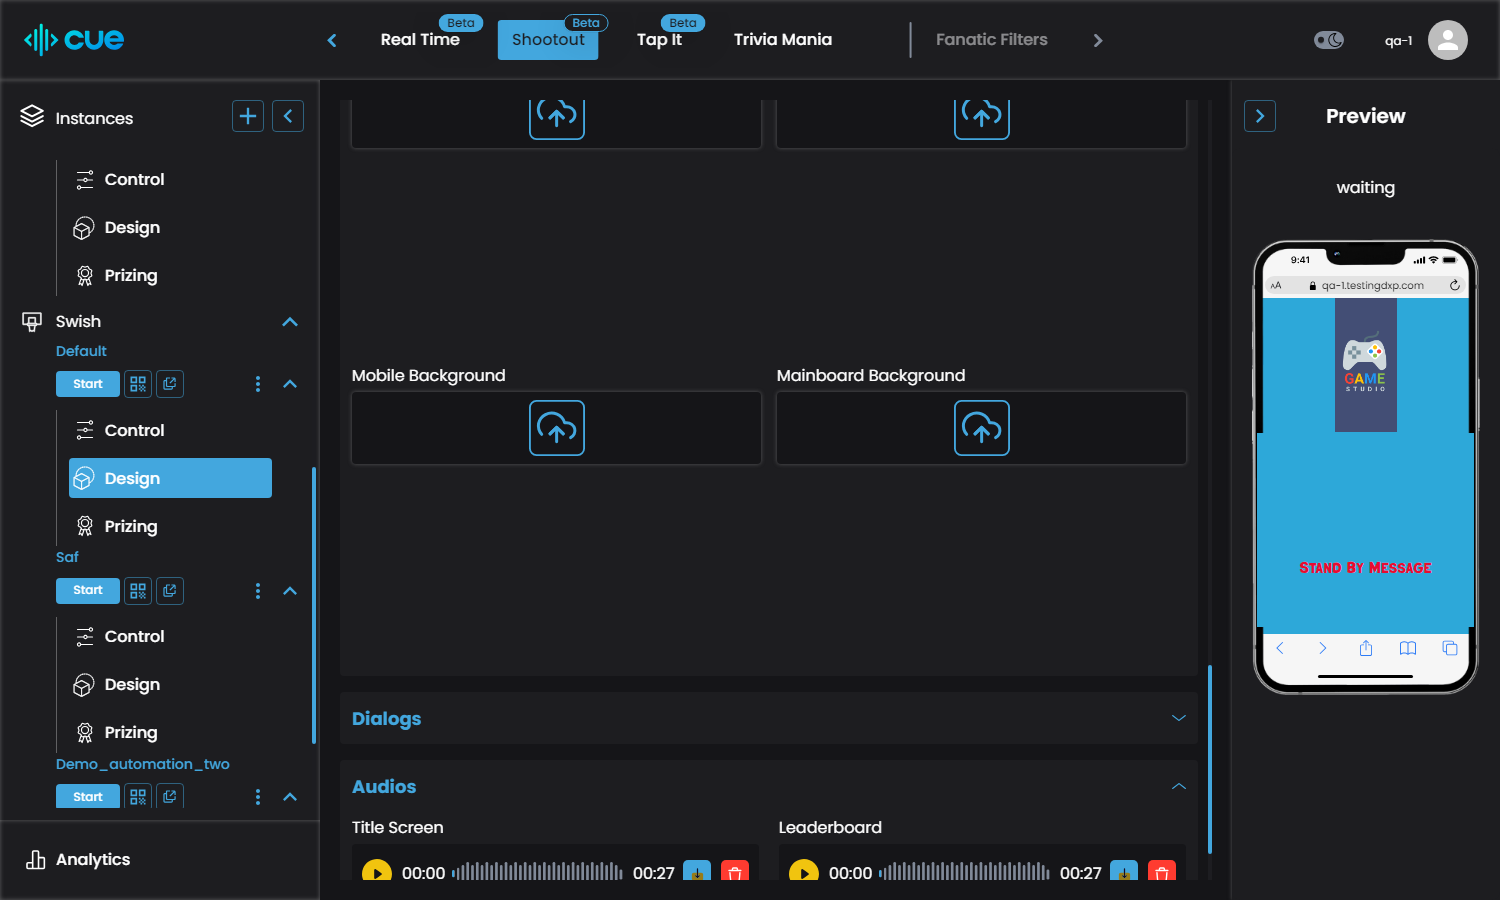 cue
Real Time
Beta
Shootout
Beta
Tap It
Beta
Trivia Mania
Fanatic Filters
qa-1
Instances
Control
Design
Prizing
Swish
Default
Start
Control
Design
Prizing
Saf
Start
Control
Design
Prizing
Demo_automation_two
Start
Analytics
Mobile Background
Mainboard Background
Dialogs
Audios
Title Screen
Leaderboard
00:00
00:27
00:00
00:27
Preview
waiting
9:41
AA
qa-1.testingdxp.com
GAME
STUDIO
Stand By Message